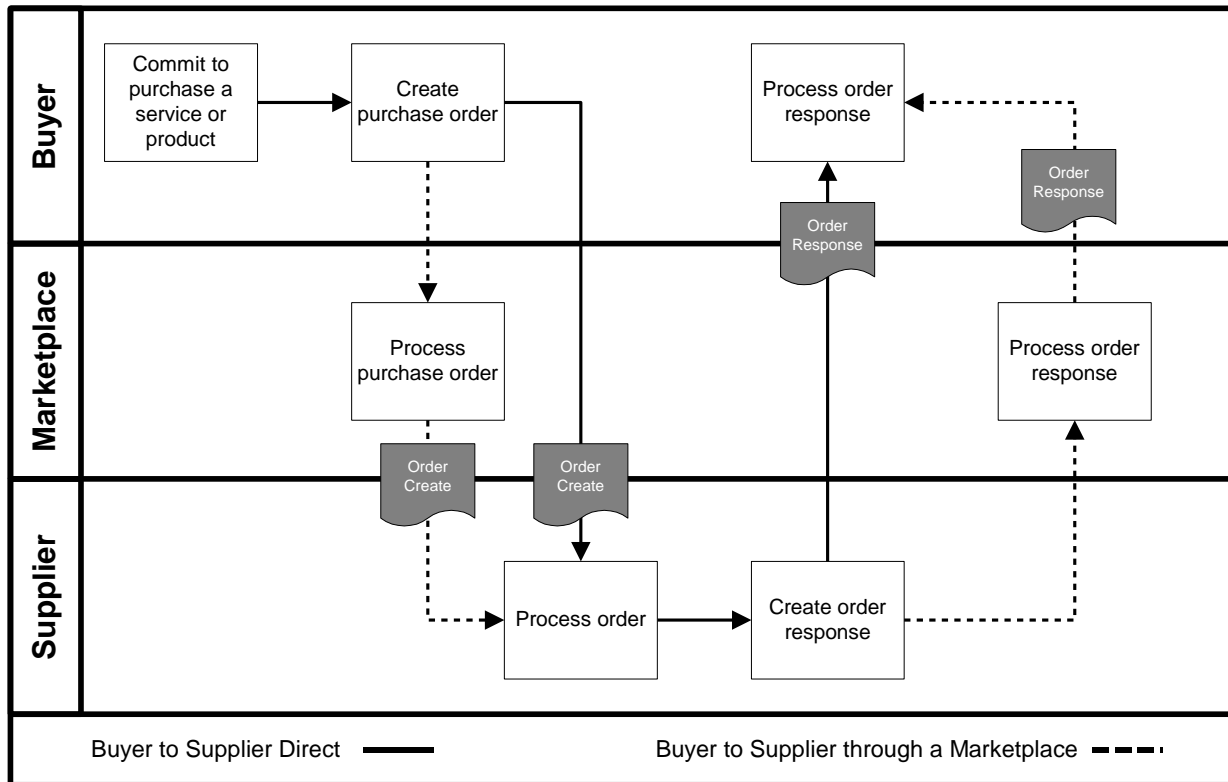 Buyer
Commit to
purchase a
service or
product
Create
purchase order
Process order
response
Order
Response
Order
Response
Marketplace
Process
purchase order
Process order
response
Order
Create
Order
Create
Supplier
Process order
Create order
response
Buyer to Supplier Direct
Buyer to Supplier through a Marketplace